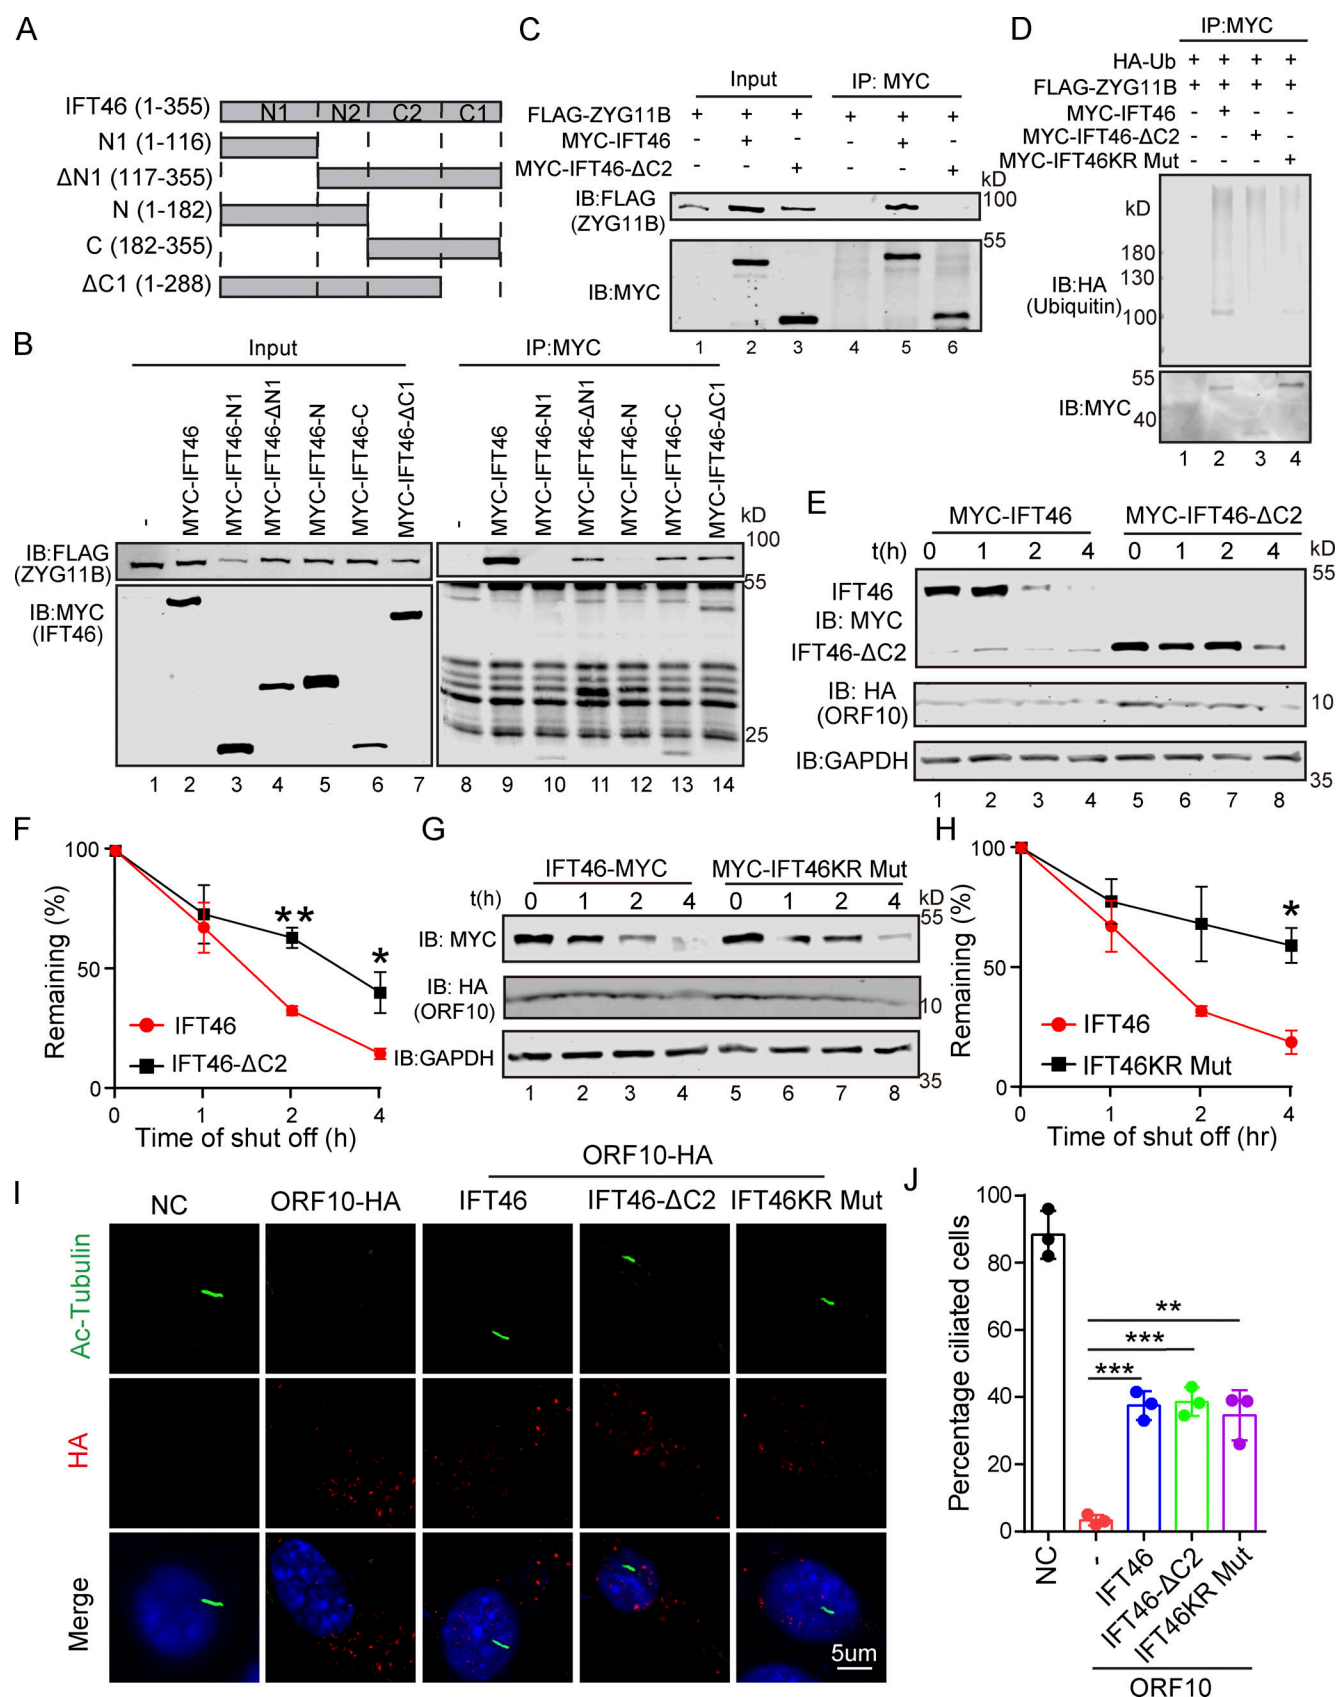 A
IFT46 (1-355)
N1 N2 C2 C1
N1 (1-116)
ΔN1 (117-355)
N (1-182)
C (182-355)
ΔC1 (1-288)
B
Input IP:MYC
- MYC-IFT46 MYC-IFT46-N1 MYC-IFT46-ΔN1 MYC-IFT46-N MYC-IFT46-C MYC-IFT46-ΔC1
- MYC-IFT46 MYC-IFT46-N1 MYC-IFT46-ΔN1 MYC-IFT46-N MYC-IFT46-C MYC-IFT46-ΔC1
kD
100
IB:FLAG
(ZYG11B)
55
IB:MYC
(IFT46)
25
1 2 3 4 5 6 7 8 9 10 11 12 13 14
C
Input IP: MYC
FLAG-ZYG11B + + + + + +
MYC-IFT46 - + - - + -
MYC-IFT46-ΔC2 - - + - - +
kD
100
IB:FLAG
(ZYG11B)
55
IB:MYC
1 2 3 4 5 6
D
IP:MYC
HA-Ub + + + +
FLAG-ZYG11B + + + +
MYC-IFT46 - + - -
MYC-IFT46-ΔC2 - - + -
MYC-IFT46KR Mut - - - +
kD
180
130
IB:HA
(Ubiquitin)
100
55
IB:MYC
40
1 2 3 4
E
MYC-IFT46 MYC-IFT46-ΔC2
t(h) 0 1 2 4 0 1 2 4 kD
55
IFT46
IB: MYC
IFT46-ΔC2
IB: HA
(ORF10)
10
IB:GAPDH
35
1 2 3 4 5 6 7 8
F
Remaining (%)
100
50
0
** *
IFT46
IFT46-ΔC2
0 1 2 4
Time of shut off (h)
G
IFT46-MYC MYC-IFT46KR Mut
t(h) 0 1 2 4 0 1 2 4 kD
55
IB: MYC
IB: HA
(ORF10)
10
IB:GAPDH
35
1 2 3 4 5 6 7 8
H
Remaining (%)
100
50
0
*
IFT46
IFT46KR Mut
0 1 2 4
Time of shut off (hr)
I
ORF10-HA
NC ORF10-HA IFT46 IFT46-ΔC2 IFT46KR Mut
Ac-Tubulin
HA
Merge
5um
J
Percentage ciliated cells
100
80
60
40
20
0
**
***
***
NC - IFT46 IFT46-ΔC2 IFT46KR Mut
ORF10